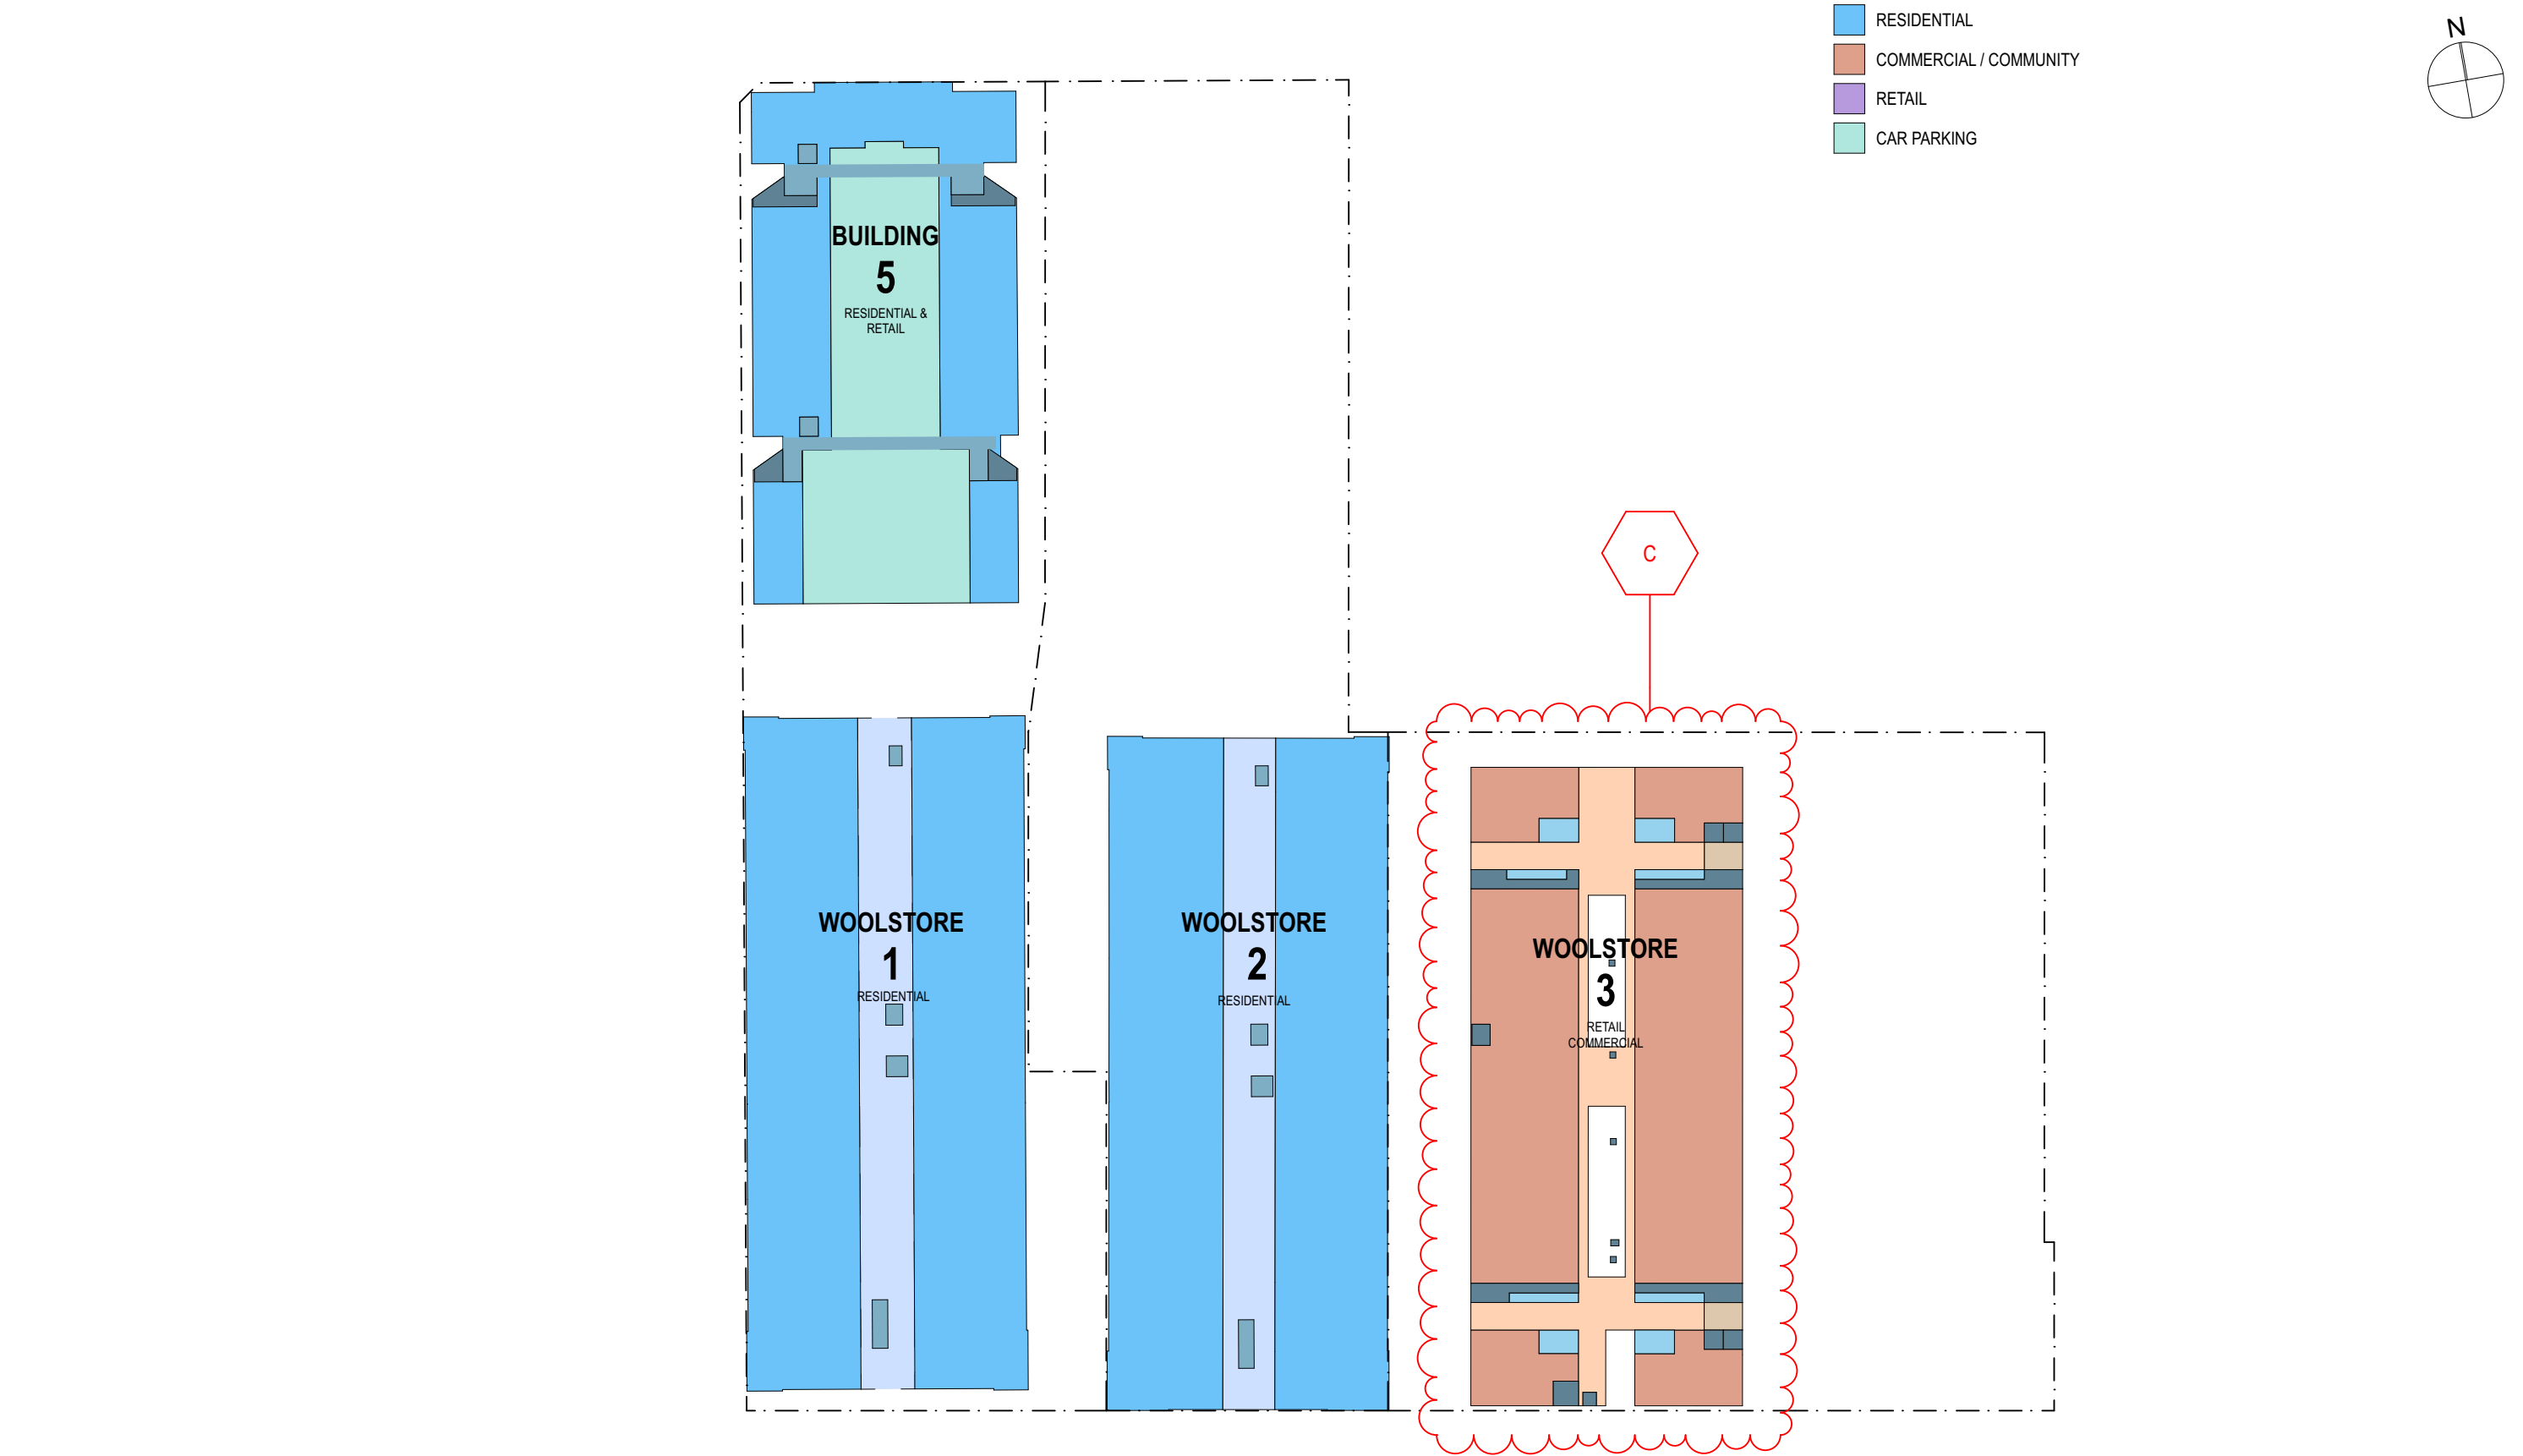 RESIDENTIAL
COMMERCIAL / COMMUNITY
RETAIL
CAR PARKING
N
BUILDING
5
RESIDENTIAL &
RETAIL
C
WOOLSTORE
1
RESIDENTIAL
WOOLSTORE
2
RESIDENTIAL
WOOLSTORE
3
RETAIL
COMMERCIAL